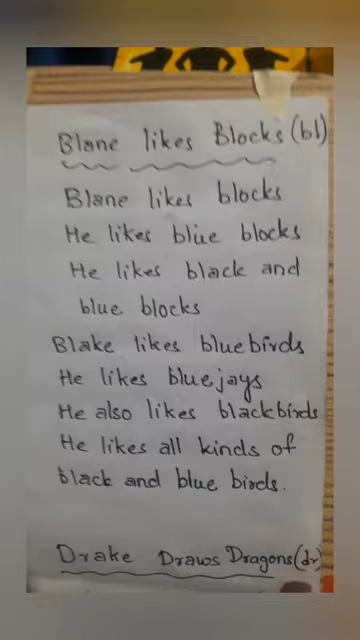 Blane likes Blocks (bl)
Blane likes blocks
He likes blue blocks
He likes black and
blue blocks
Blake likes bluebirds
He likes bluejays
He also likes blackbirds
He likes all kinds of
black and blue birds.
Drake Draws Dragons (dr)